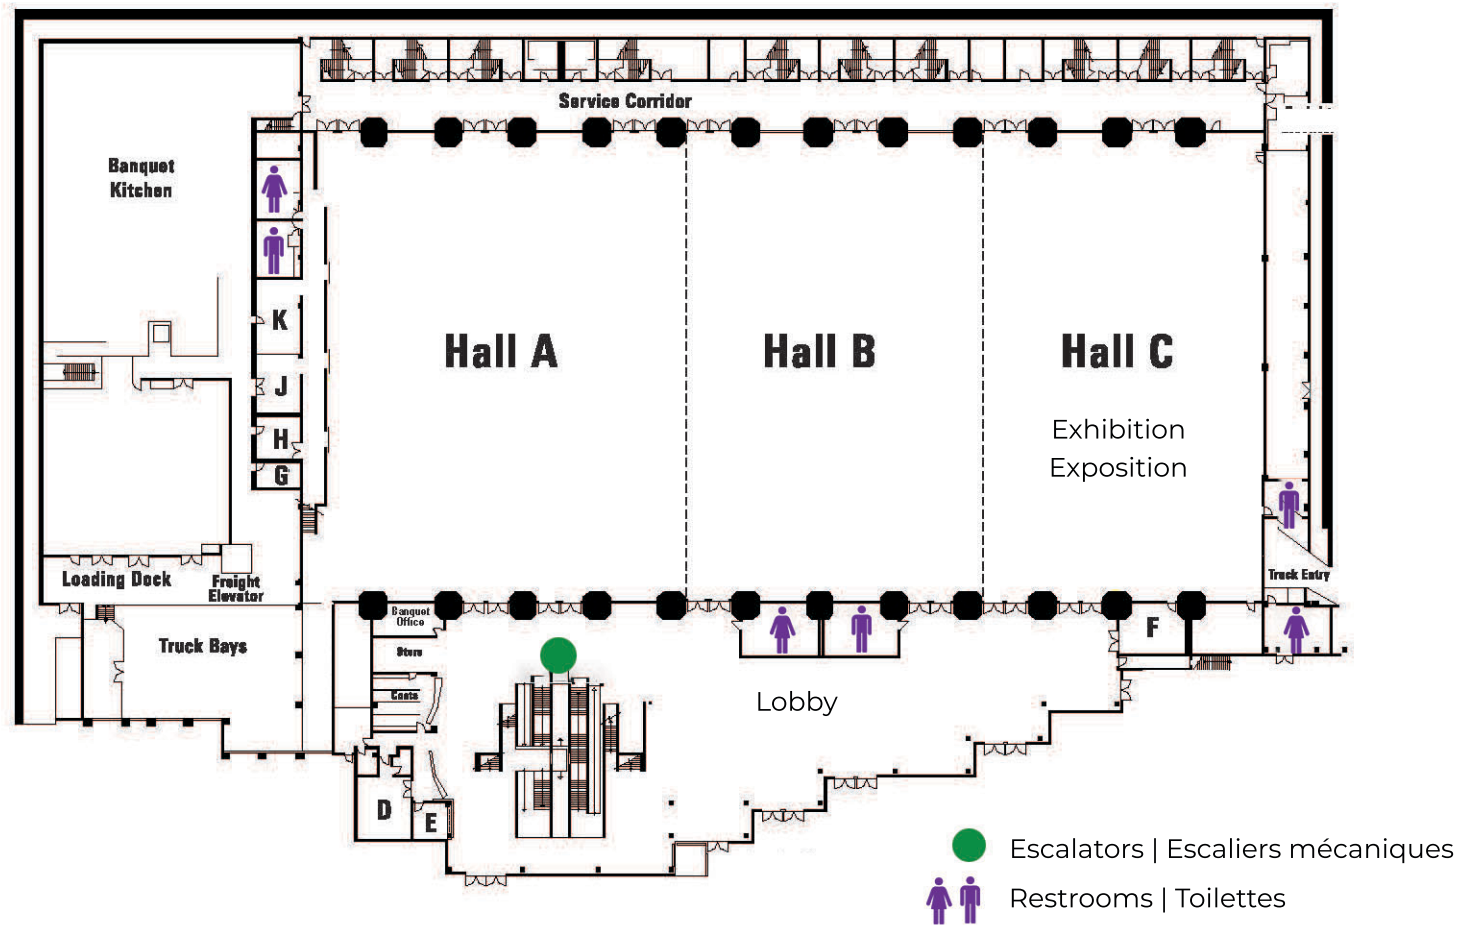 Service Corridor
Banquet
Kitchen
K
J
H
G
Hall A
Hall B
Hall C
Exhibition
Exposition
Loading Dock
Freight
Elevator
Truck Entry
Truck Bays
Banquet
Office
Store
Coats
F
Lobby
D
E
Escalators | Escaliers mécaniques
Restrooms | Toilettes